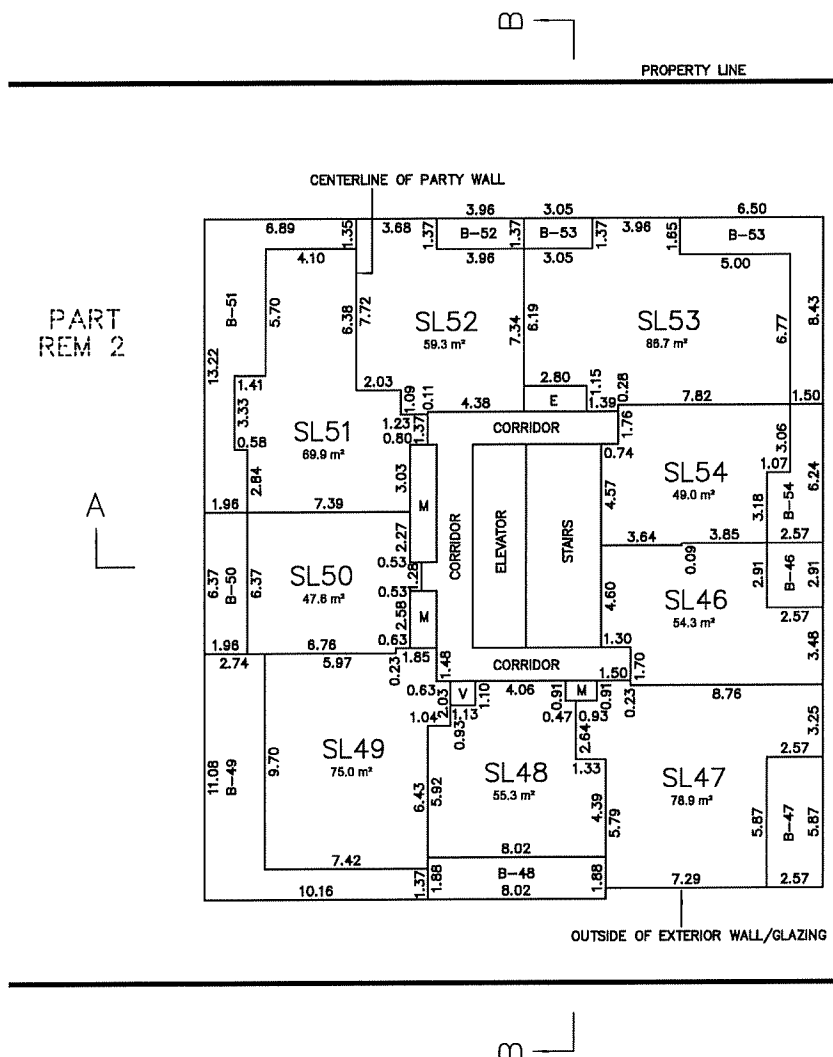 B
PROPERTY LINE
CENTERLINE OF PARTY WALL
3.96 3.05 6.50
6.89 1.35 3.68 1.37 B-52 1.37 B-53 1.37 3.96 1.65 B-53
4.10 3.96 3.05 5.00
B-51 5.70 6.38 7.72 7.34 6.19 6.77 8.43
PART
REM 2
SL52
59.3 m²
SL53
86.7 m²
13.22
1.41 2.03 2.80 1.15 0.28
1.09 0.11 4.38 E 1.39 7.82 1.50
3.33 1.23 CORRIDOR 1.76 3.06
SL51
69.9 m²
0.58 0.80 1.37 0.74
SL54
49.0 m²
1.07 6.24
2.84 3.03 4.57 3.18 B-54
A
1.96 7.39 M
CORRIDOR
ELEVATOR
STAIRS
2.27 3.64 3.85 2.57
0.53 1.28 0.09
6.37 B-50 6.37
SL50
47.6 m²
0.53 2.91 B-46 2.91
SL46
54.3 m²
2.58 M 4.60 2.57
1.96 6.76 0.63 1.30 3.48
2.74 5.97 0.23 1.85 1.48 CORRIDOR 1.50 1.70
0.63 2.03 V 1.10 4.06 0.91 M 0.91 0.23 8.76
1.04 0.93 1.13 0.47 0.93 3.25
SL49
75.0 m²
2.64
SL48
55.3 m²
1.33
SL47
78.9 m²
2.57
11.08 B-49 9.70
6.43 5.92 4.39 5.79 5.87 B-47 5.87
8.02
7.42 B-48
10.16 1.37 1.88 8.02 1.88 7.29 2.57
OUTSIDE OF EXTERIOR WALL/GLAZING
B